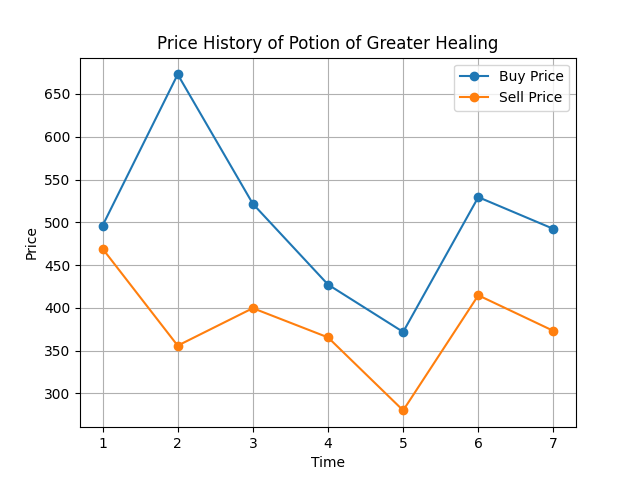 Price History of Potion of Greater Healing
Buy Price
Sell Price
650
600
550
500
450
400
350
300
Price
1 2 3 4 5 6 7
Time